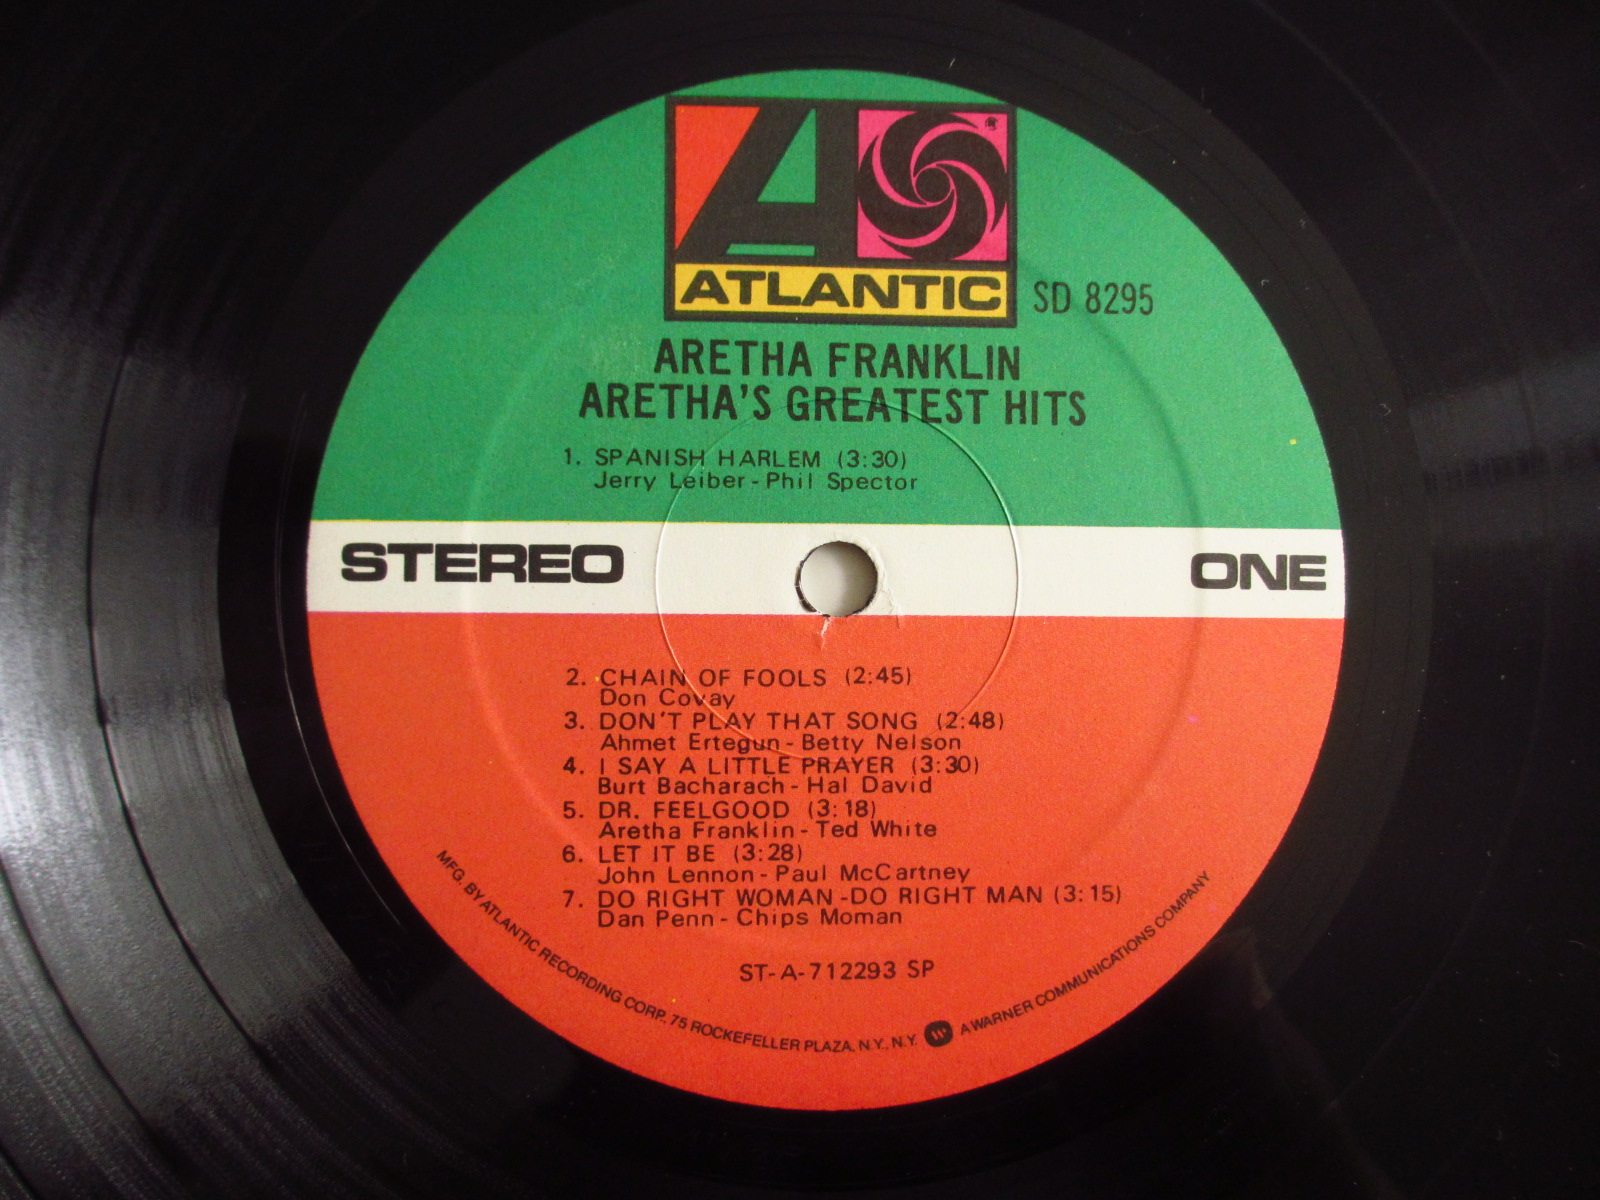 ATLANTIC
SD 8295
ARETHA FRANKLIN
ARETHA'S GREATEST HITS
1. SPANISH HARLEM (3:30)
Jerry Leiber-Phil Spector
STEREO
ONE
2. CHAIN OF FOOLS (2:45)
Don Covay
3. DON'T PLAY THAT SONG (2:48)
Ahmet Ertegun-Betty Nelson
4. I SAY A LITTLE PRAYER (3:30)
Burt Bacharach-Hal David
5. DR. FEELGOOD (3:18)
Aretha Franklin-Ted White
6. LET IT BE (3:28)
John Lennon-Paul McCartney
7. DO RIGHT WOMAN-DO RIGHT MAN (3:15)
Dan Penn-Chips Moman
ST-A-712293 SP
MFG. BY ATLANTIC RECORDING CORP., 75 ROCKEFELLER PLAZA, N.Y., N.Y. A WARNER COMMUNICATIONS COMPANY